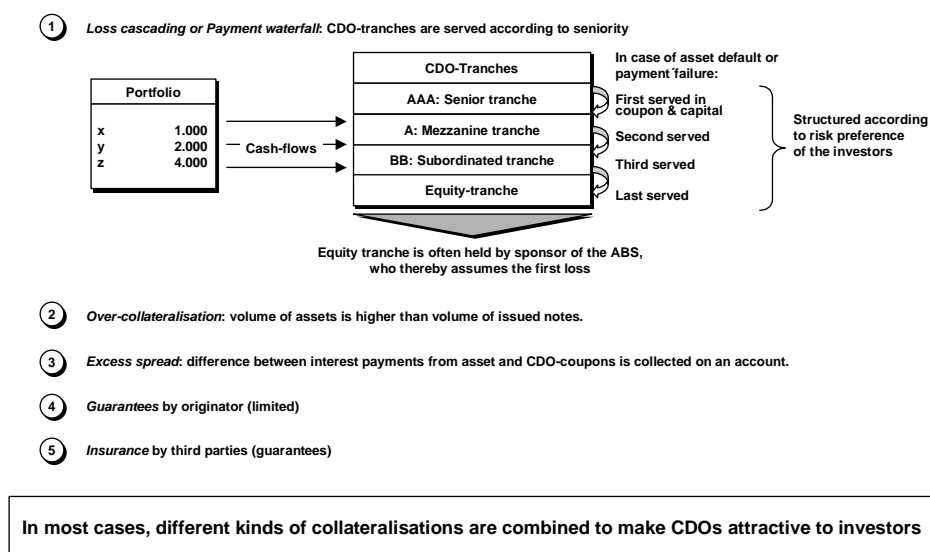 1 Loss cascading or Payment waterfall: CDO-tranches are served according to seniority
Portfolio
x 1.000
y 2.000
z 4.000
Cash-flows
CDO-Tranches
AAA: Senior tranche
A: Mezzanine tranche
BB: Subordinated tranche
Equity-tranche
In case of asset default or
payment´failure:
First served in
coupon & capital
Second served
Third served
Last served
Structured according
to risk preference
of the investors
Equity tranche is often held by sponsor of the ABS,
who thereby assumes the first loss
2 Over-collateralisation: volume of assets is higher than volume of issued notes.
3 Excess spread: difference between interest payments from asset and CDO-coupons is collected on an account.
4 Guarantees by originator (limited)
5 Insurance by third parties (guarantees)
In most cases, different kinds of collateralisations are combined to make CDOs attractive to investors